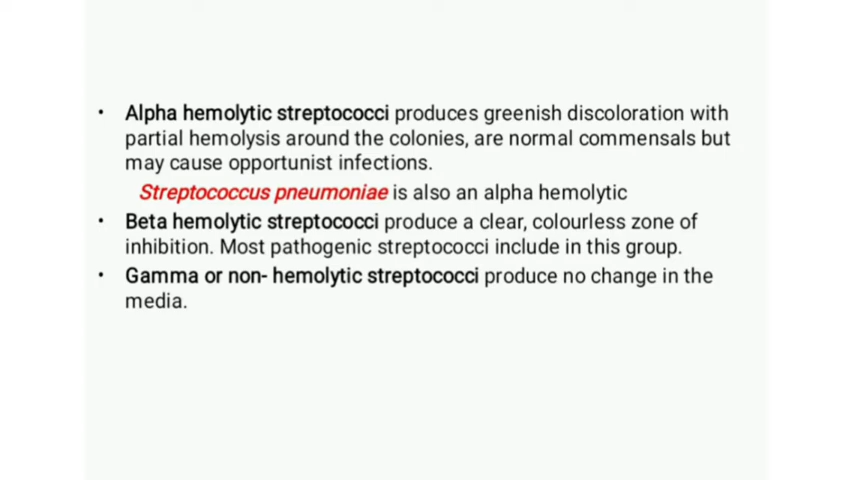 • Alpha hemolytic streptococci produces greenish discoloration with
partial hemolysis around the colonies, are normal commensals but
may cause opportunist infections.
Streptococcus pneumoniae is also an alpha hemolytic
• Beta hemolytic streptococci produce a clear, colourless zone of
inhibition. Most pathogenic streptococci include in this group.
• Gamma or non- hemolytic streptococci produce no change in the
media.